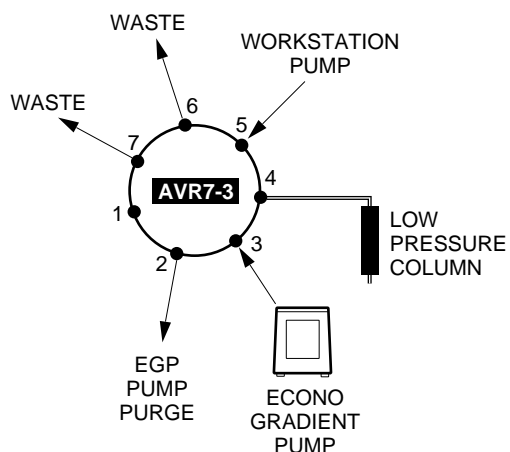 WASTE
WORKSTATION
PUMP
WASTE
6
5
7
4
AVR7-3
1
3
2
LOW
PRESSURE
COLUMN
EGP
PUMP
PURGE
ECONO
GRADIENT
PUMP